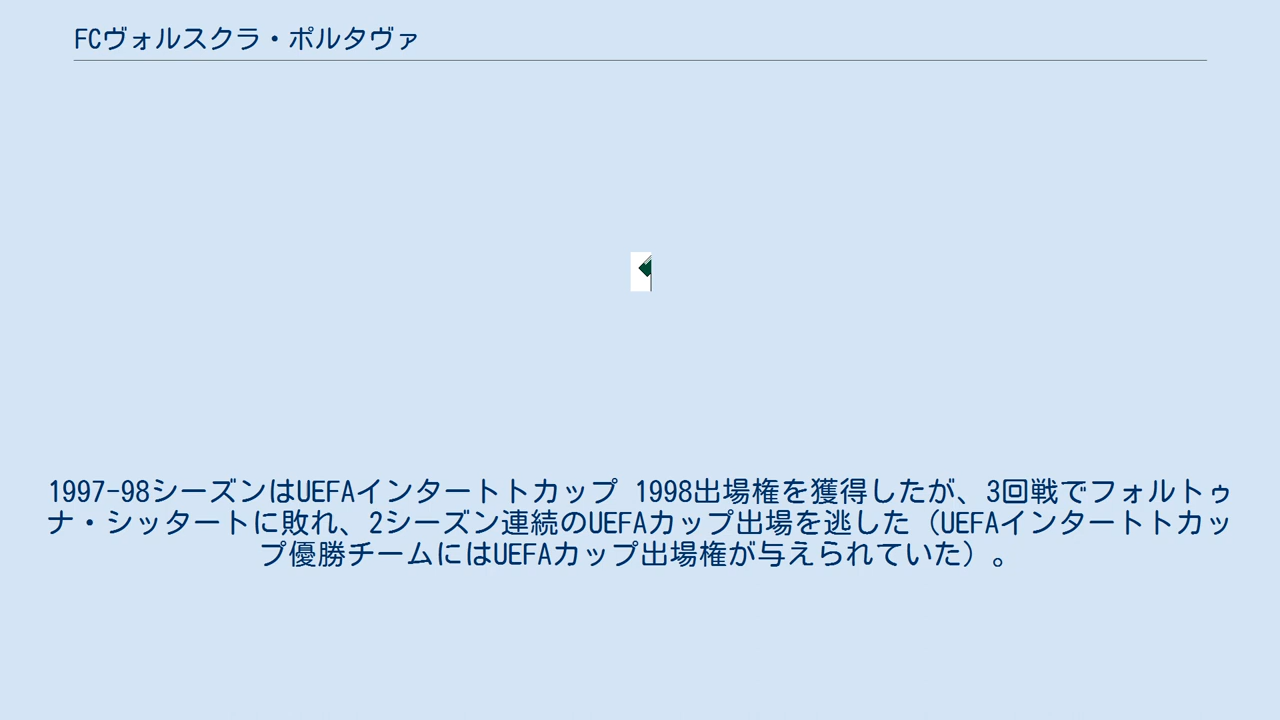 FCヴォルスクラ・ポルタヴァ
1997-98シーズンはUEFAインタートトカップ 1998出場権を獲得したが、3回戦でフォルトゥ
ナ・シッタートに敗れ、2シーズン連続のUEFAカップ出場を逃した（UEFAインタートトカッ
プ優勝チームにはUEFAカップ出場権が与えられていた）。